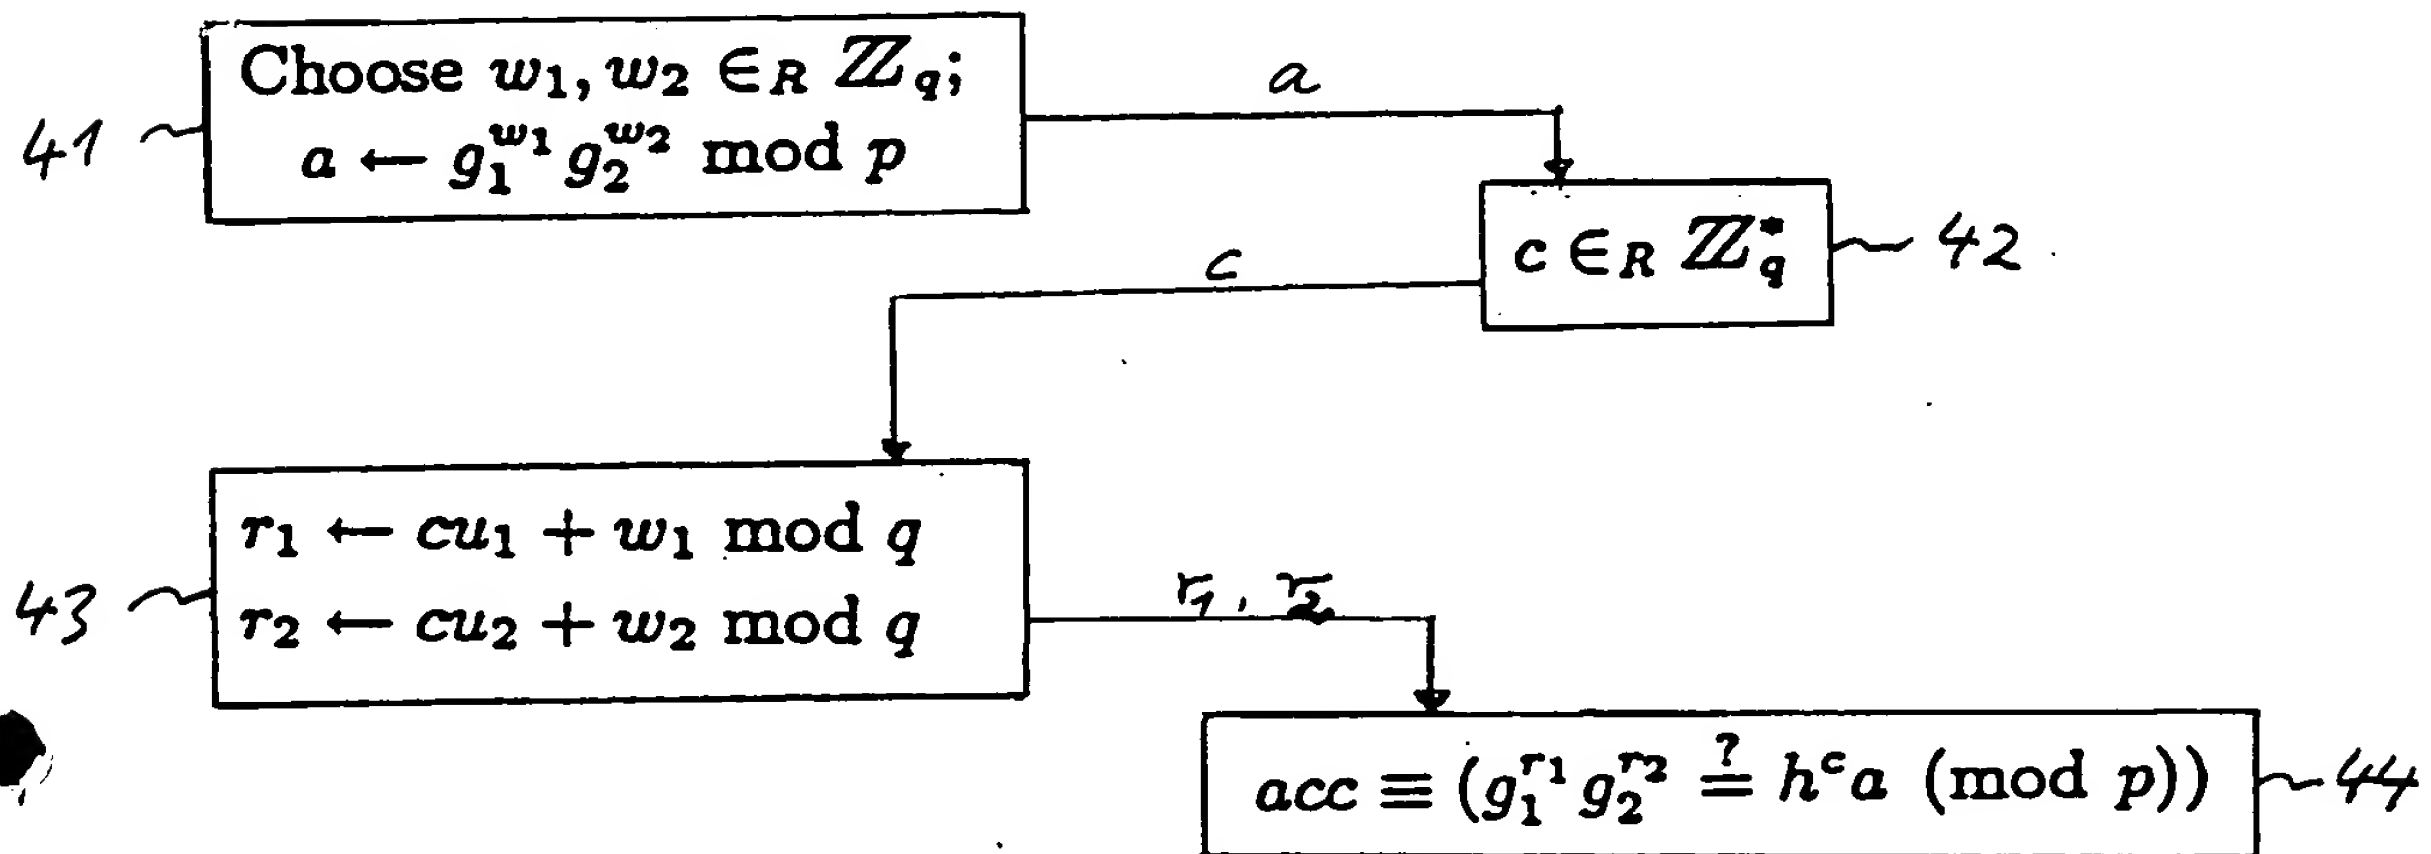 Choose w₁, w₂ ∈_R ℤ_q;
a ← g₁^{w₁} g₂^{w₂} mod p
41
a
c ∈_R ℤ_q^*
42
c
r₁ ← cu₁ + w₁ mod q
r₂ ← cu₂ + w₂ mod q
43
r₁, r₂
acc ≡ (g₁^{r₁} g₂^{r₂} ≟ h^c a (mod p))
44